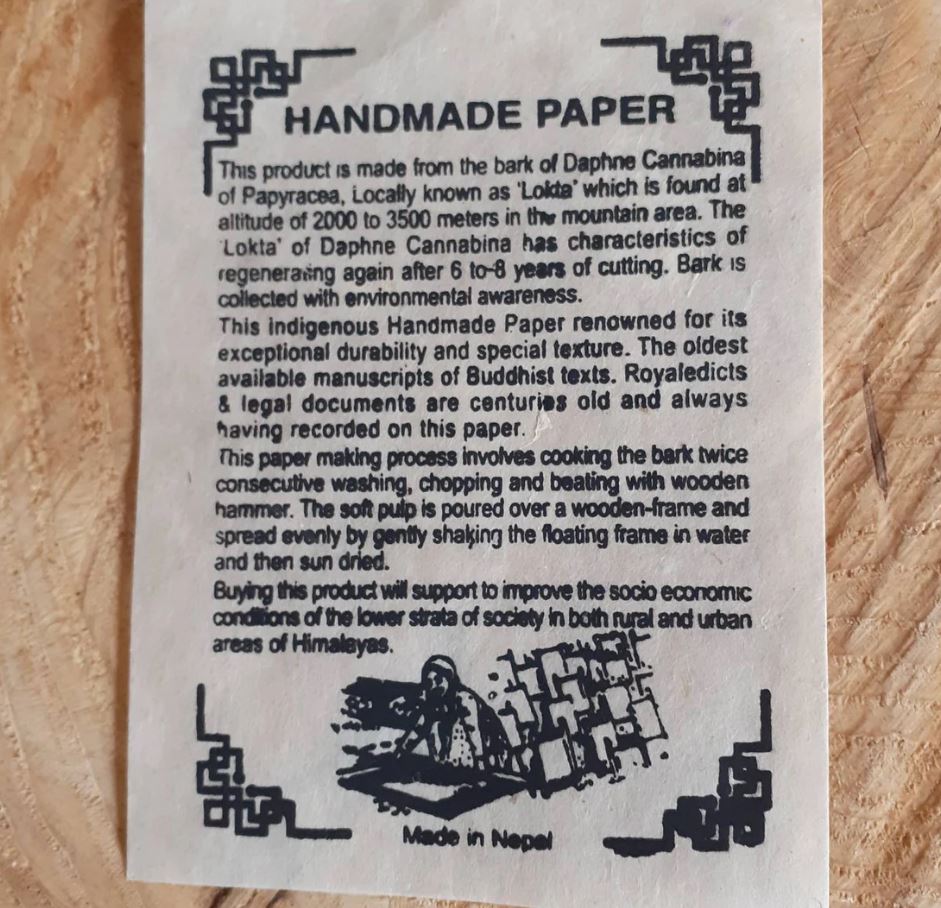 HANDMADE PAPER
This product is made from the bark of Daphne Cannabina
of Papyracea, Locally known as 'Lokta' which is found at
altitude of 2000 to 3500 meters in the mountain area. The
'Lokta' of Daphne Cannabina has characteristics of
regenerating again after 6 to-8 years of cutting. Bark is
collected with environmental awareness.
This indigenous Handmade Paper renowned for its
exceptional durability and special texture. The oldest
available manuscripts of Buddhist texts. Royaledicts
& legal documents are centuries old and always
having recorded on this paper.
This paper making process involves cooking the bark twice
consecutive washing, chopping and beating with wooden
hammer. The soft pulp is poured over a wooden-frame and
spread evenly by gently shaking the floating frame in water
and then sun dried.
Buying this product will support to improve the socio economic
conditions of the lower strata of society in both rural and urban
areas of Himalayas.
Made in Nepal